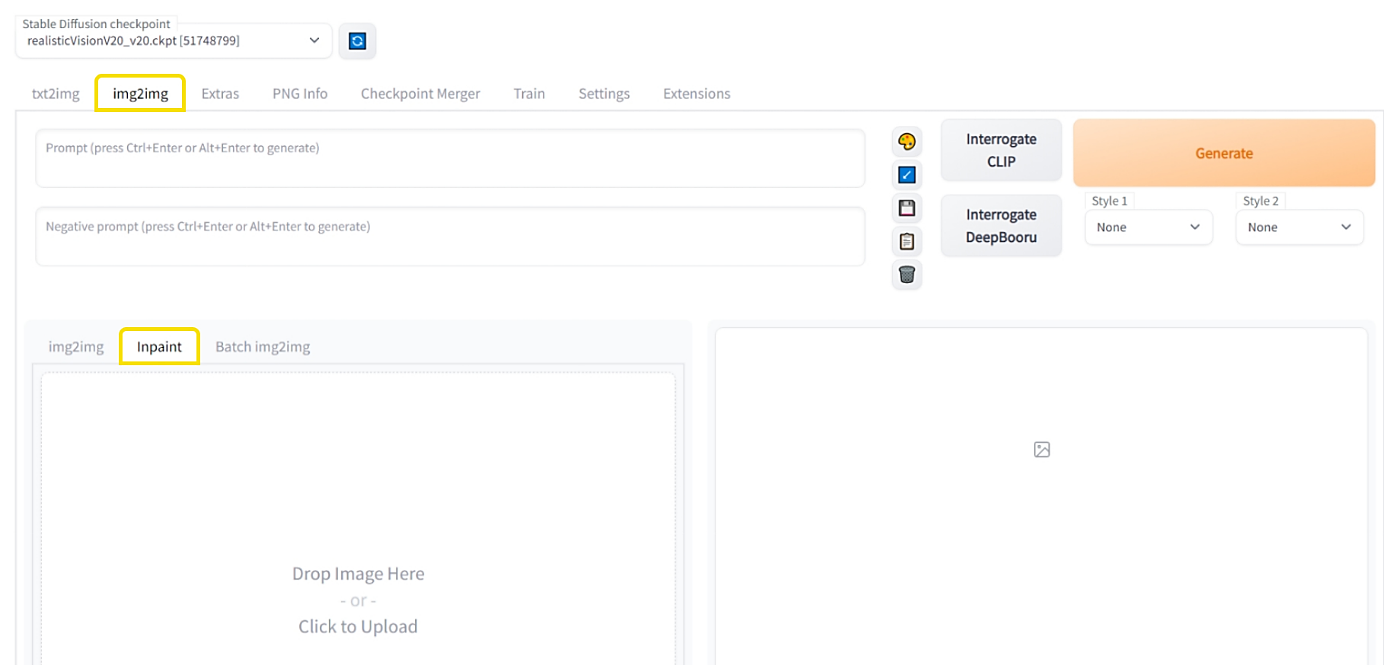 Stable Diffusion checkpoint
realisticVisionV20_v20.ckpt [51748799]
txt2img img2img Extras PNG Info Checkpoint Merger Train Settings Extensions
Prompt (press Ctrl+Enter or Alt+Enter to generate)
Negative prompt (press Ctrl+Enter or Alt+Enter to generate)
Interrogate
CLIP
Generate
Interrogate
DeepBooru
Style 1
None
Style 2
None
img2img Inpaint Batch img2img
Drop Image Here
- or -
Click to Upload